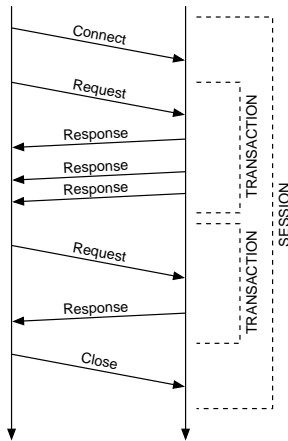 Connect
Request
Response
Response
Response
TRANSACTION
Request
Response
TRANSACTION
Close
SESSION